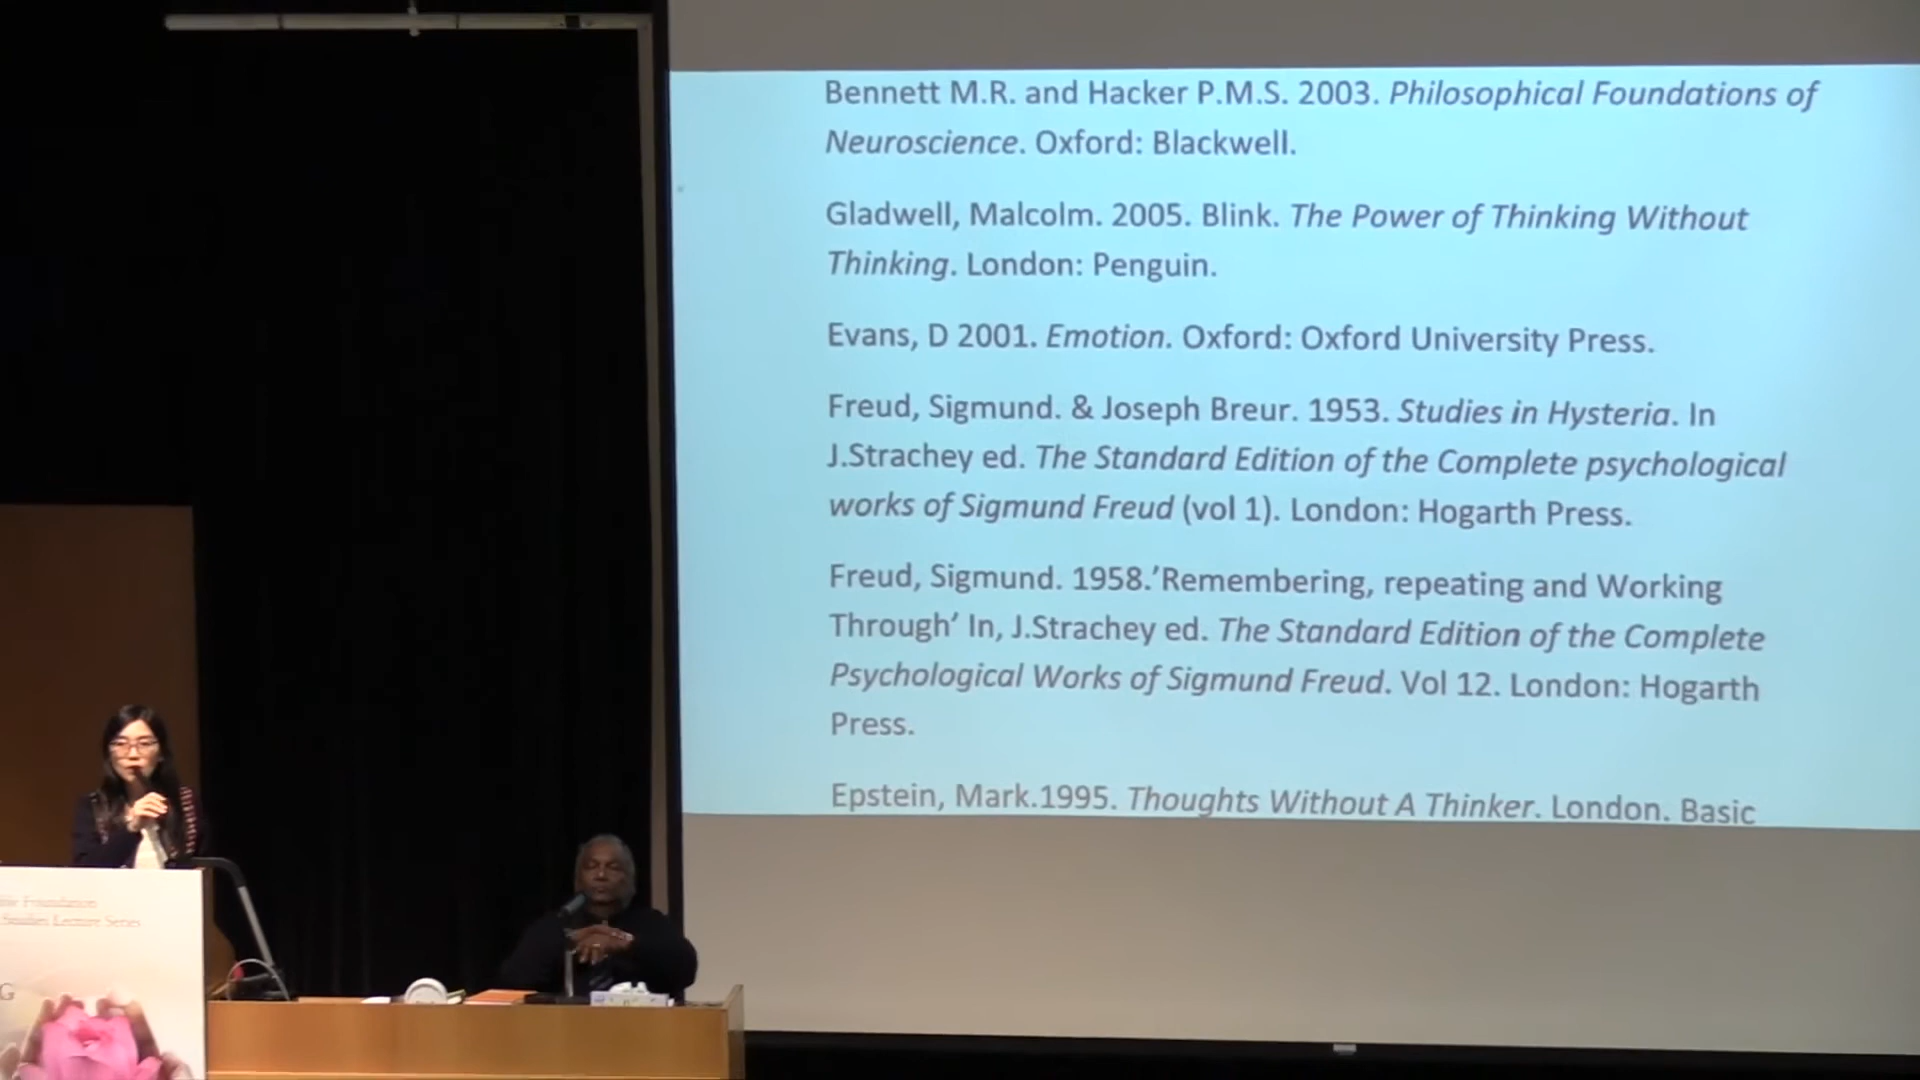 Bennett M.R. and Hacker P.M.S. 2003. Philosophical Foundations of
Neuroscience. Oxford: Blackwell.
Gladwell, Malcolm. 2005. Blink. The Power of Thinking Without
Thinking. London: Penguin.
Evans, D 2001. Emotion. Oxford: Oxford University Press.
Freud, Sigmund. & Joseph Breur. 1953. Studies in Hysteria. In
J.Strachey ed. The Standard Edition of the Complete psychological
works of Sigmund Freud (vol 1). London: Hogarth Press.
Freud, Sigmund. 1958.’Remembering, repeating and Working
Through’ In, J.Strachey ed. The Standard Edition of the Complete
Psychological Works of Sigmund Freud. Vol 12. London: Hogarth
Press.
Epstein, Mark.1995. Thoughts Without A Thinker. London. Basic
Foundation
Studies Lecture Series
G